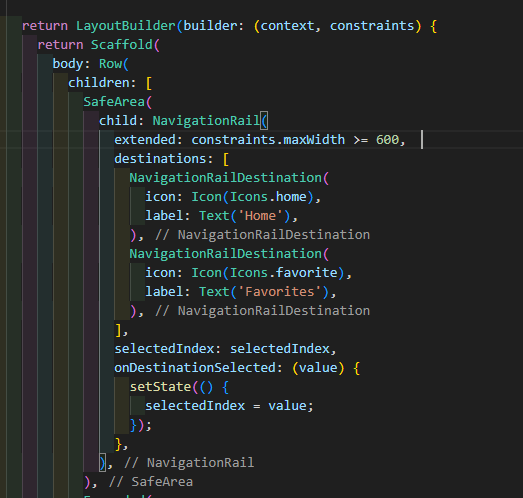 return LayoutBuilder(builder: (context, constraints) {
return Scaffold(
body: Row(
children: [
SafeArea(
child: NavigationRail(
extended: constraints.maxWidth >= 600,
destinations: [
NavigationRailDestination(
icon: Icon(Icons.home),
label: Text('Home'),
), // NavigationRailDestination
NavigationRailDestination(
icon: Icon(Icons.favorite),
label: Text('Favorites'),
), // NavigationRailDestination
],
selectedIndex: selectedIndex,
onDestinationSelected: (value) {
setState(() {
selectedIndex = value;
});
},
), // NavigationRail
), // SafeArea